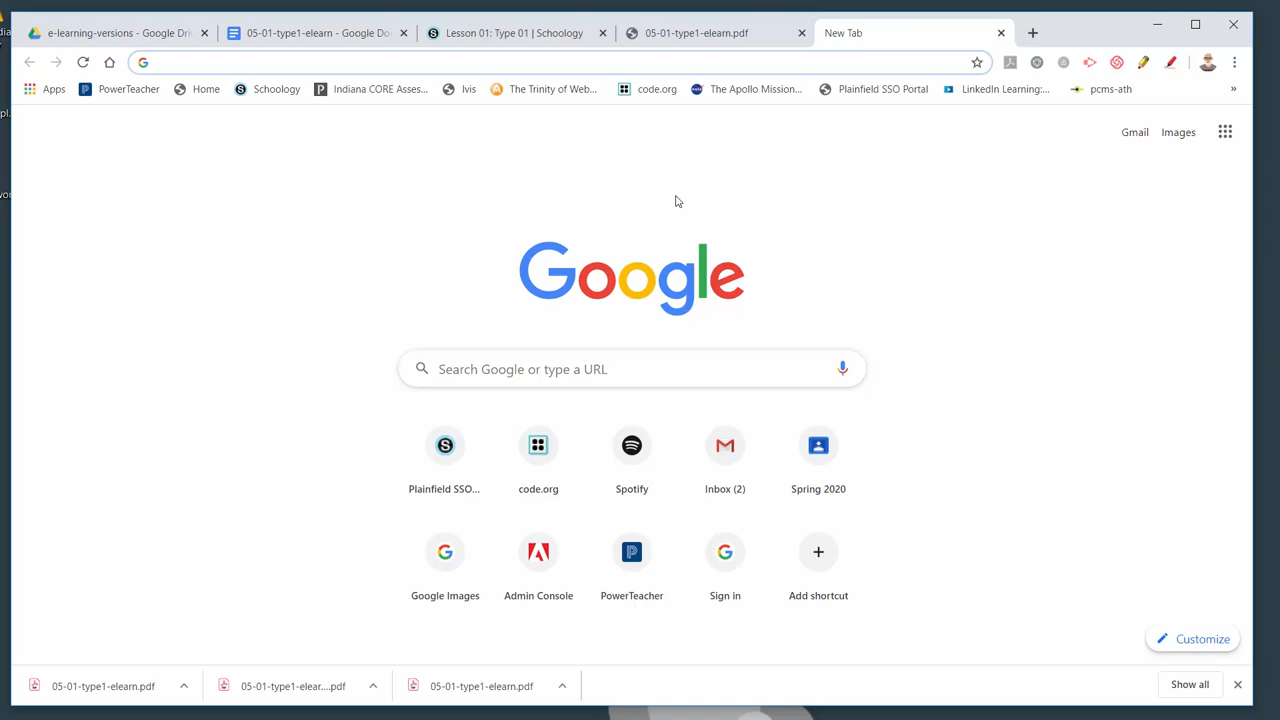 e-learning-versions - Google Dri
05-01-type1-elearn - Google Do
Lesson 01: Type 01 | Schoology
05-01-type1-elearn.pdf
New Tab
Apps
PowerTeacher
Home
Schoology
Indiana CORE Asses...
Ivis
The Trinity of Web...
code.org
The Apollo Mission...
Plainfield SSO Portal
LinkedIn Learning:...
pcms-ath
»
Gmail
Images
Google
Search Google or type a URL
Plainfield SSO...
code.org
Spotify
Inbox (2)
Spring 2020
Google Images
Admin Console
PowerTeacher
Sign in
Add shortcut
Customize
05-01-type1-elearn.pdf
05-01-type1-elear....pdf
05-01-type1-elearn.pdf
Show all